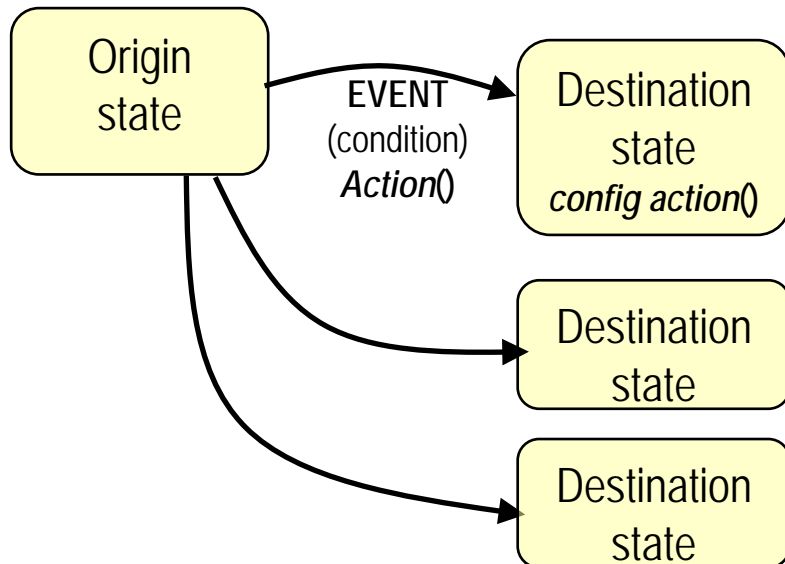 Origin
state
EVENT
(condition)
Action()
Destination
state
config action()
Destination
state
Destination
state